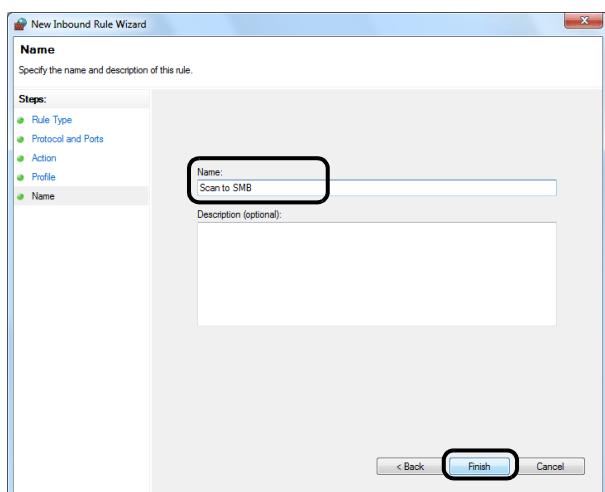 New Inbound Rule Wizard
Name
Specify the name and description of this rule.
Steps:
Rule Type
Protocol and Ports
Action
Profile
Name
Name:
Scan to SMB
Description (optional):
< Back Finish Cancel